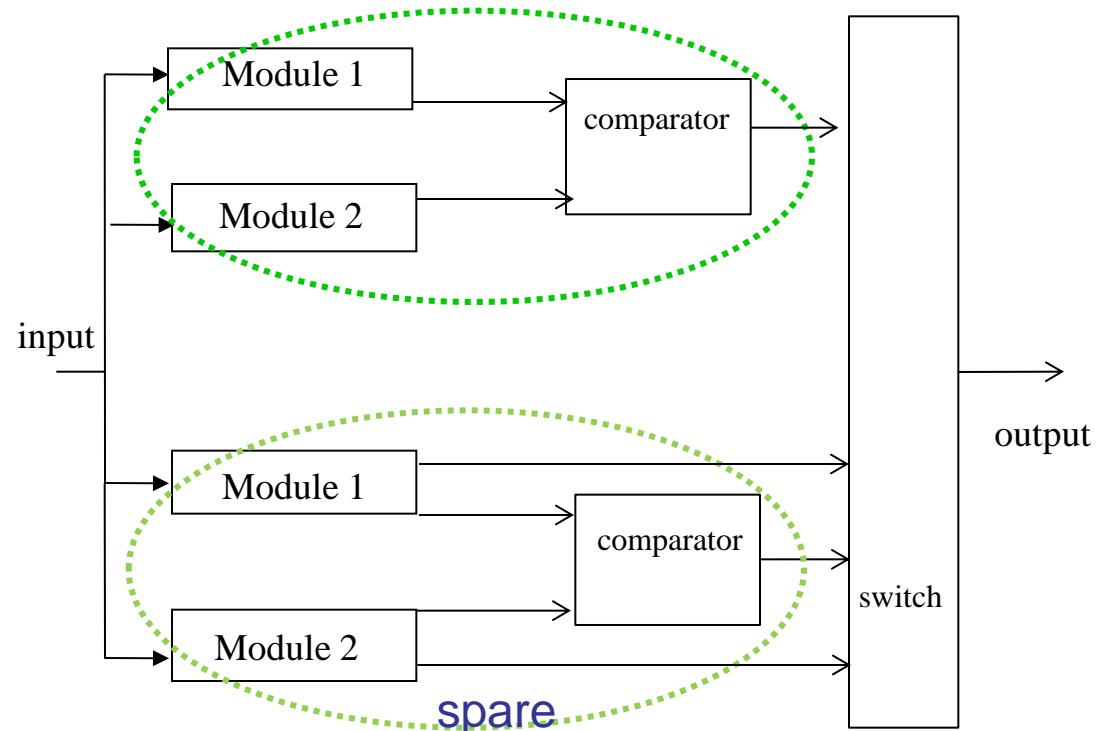 Module 1
comparator
Module 2
input
output
Module 1
comparator
switch
Module 2
spare